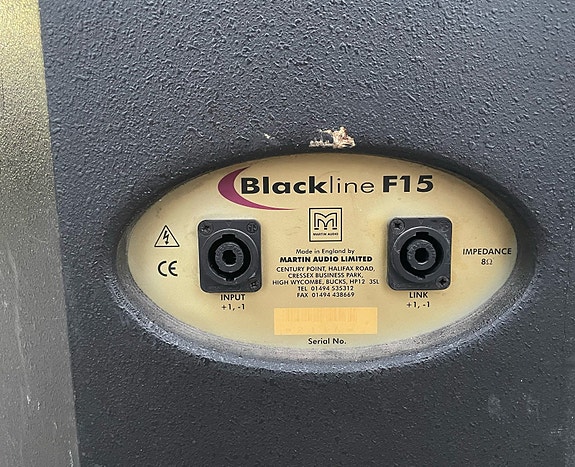 Blackline F15
MARTIN AUDIO
Made in England by
MARTIN AUDIO LIMITED
CENTURY POINT, HALIFAX ROAD,
CRESSEX BUSINESS PARK,
HIGH WYCOMBE, BUCKS, HP12 3SL
TEL 01494 535312
FAX 01494 438669
CE
INPUT
+1, -1
LINK
+1, -1
IMPEDANCE
8Ω
Serial No.